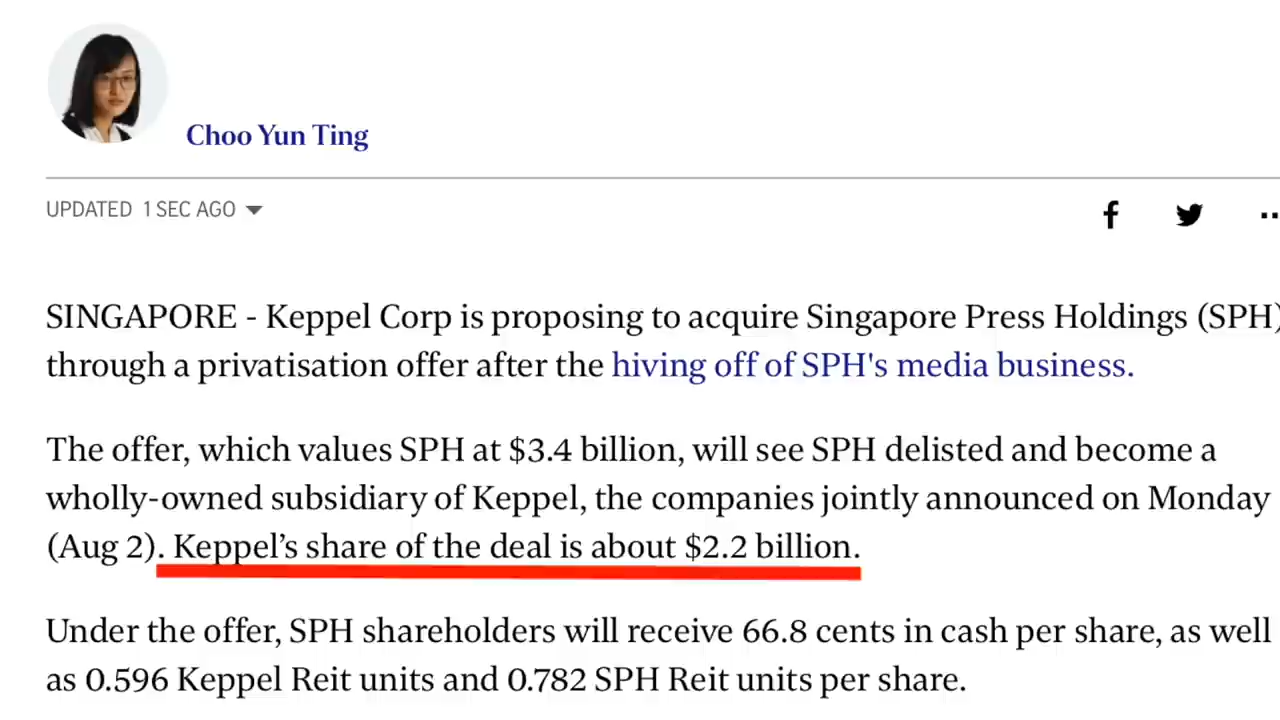 Choo Yun Ting
UPDATED 1 SEC AGO
SINGAPORE - Keppel Corp is proposing to acquire Singapore Press Holdings (SPH)
through a privatisation offer after the hiving off of SPH's media business.
The offer, which values SPH at $3.4 billion, will see SPH delisted and become a
wholly-owned subsidiary of Keppel, the companies jointly announced on Monday
(Aug 2). Keppel’s share of the deal is about $2.2 billion.
Under the offer, SPH shareholders will receive 66.8 cents in cash per share, as well
as 0.596 Keppel Reit units and 0.782 SPH Reit units per share.